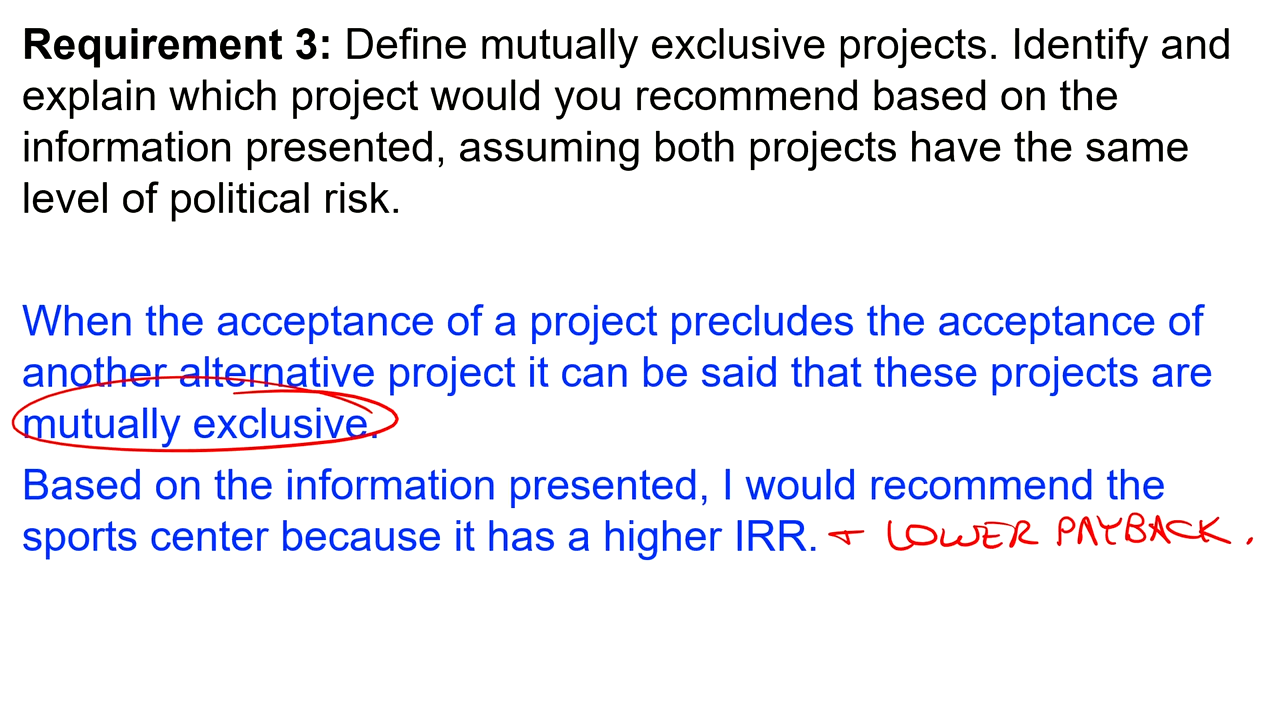 Requirement 3: Define mutually exclusive projects. Identify and
explain which project would you recommend based on the
information presented, assuming both projects have the same
level of political risk.
When the acceptance of a project precludes the acceptance of
another alternative project it can be said that these projects are
mutually exclusive.
Based on the information presented, I would recommend the
sports center because it has a higher IRR. + LOWER PAYBACK.